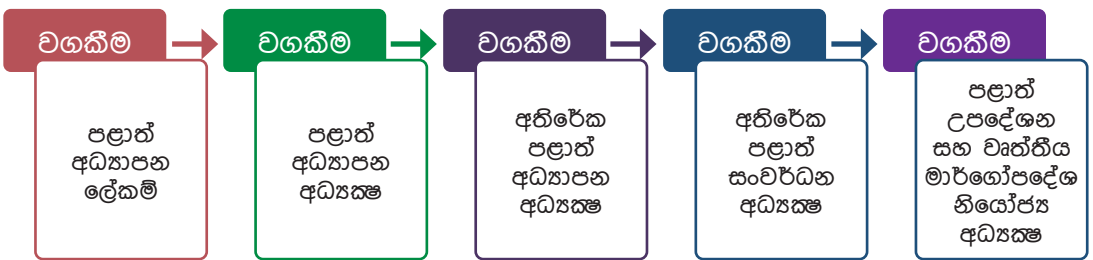 වගකීම
පළාත්
අධ්‍යාපන
ලේකම්
වගකීම
පළාත්
අධ්‍යාපන
අධ්‍යක්ෂ
වගකීම
අතිරේක
පළාත්
අධ්‍යාපන
අධ්‍යක්ෂ
වගකීම
අතිරේක
පළාත්
සංවර්ධන
අධ්‍යක්ෂ
වගකීම
පළාත්
උපදේශන
සහ වෘත්තීය
මාර්ගෝපදේශ
නියෝජ්‍ය
අධ්‍යක්ෂ